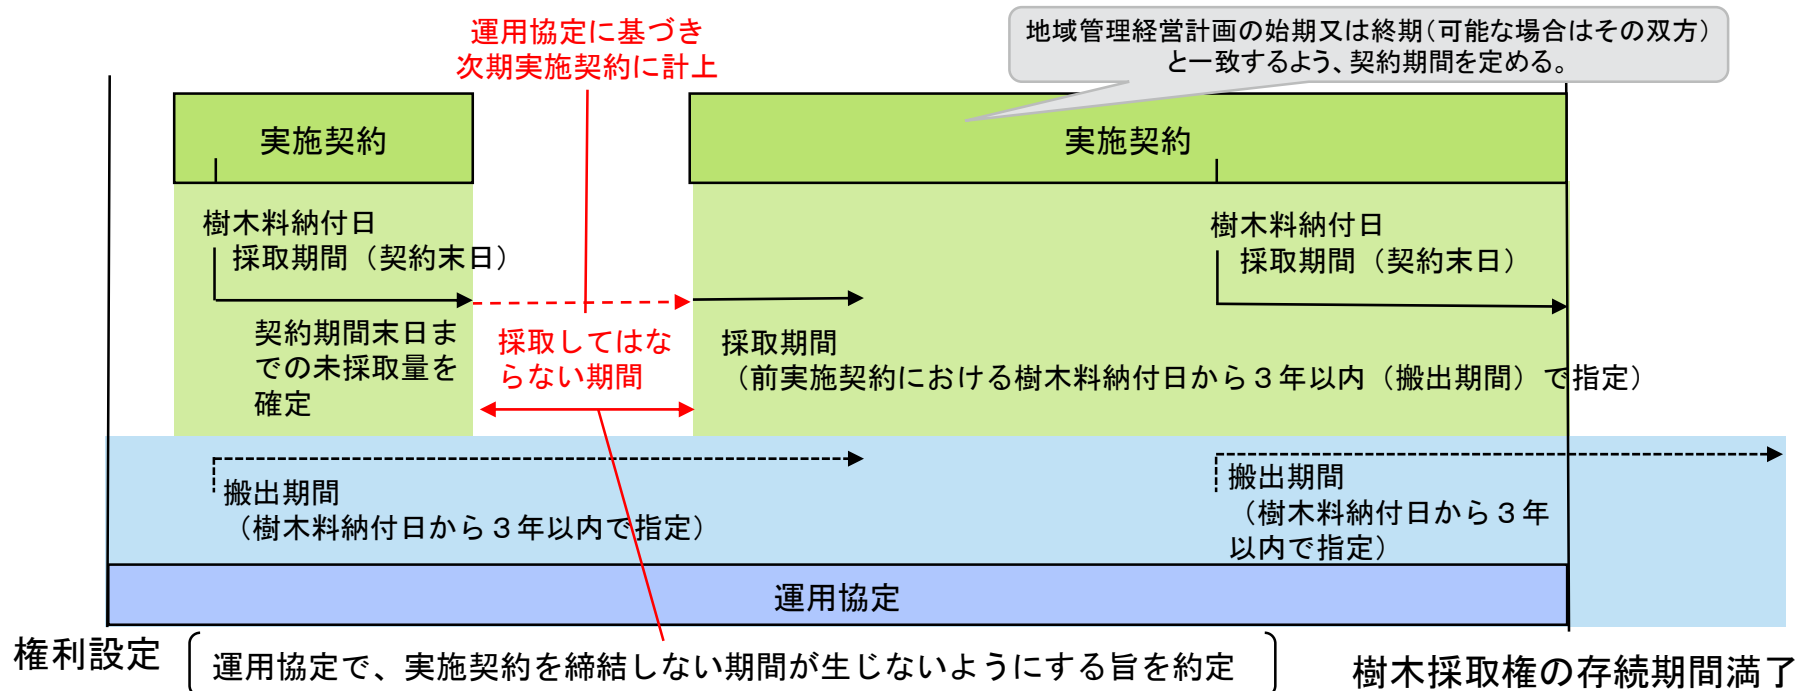 運用協定に基づき
次期実施契約に計上
地域管理経営計画の始期又は終期（可能な場合はその双方）
と一致するよう、契約期間を定める。
実施契約
実施契約
樹木料納付日
採取期間（契約末日）
樹木料納付日
採取期間（契約末日）
契約期間末日ま
での未採取量を
確定
採取してはな
らない期間
採取期間
（前実施契約における樹木料納付日から３年以内（搬出期間）で指定）
搬出期間
（樹木料納付日から３年以内で指定）
搬出期間
（樹木料納付日から３年
以内で指定）
運用協定
権利設定
運用協定で、実施契約を締結しない期間が生じないようにする旨を約定
樹木採取権の存続期間満了